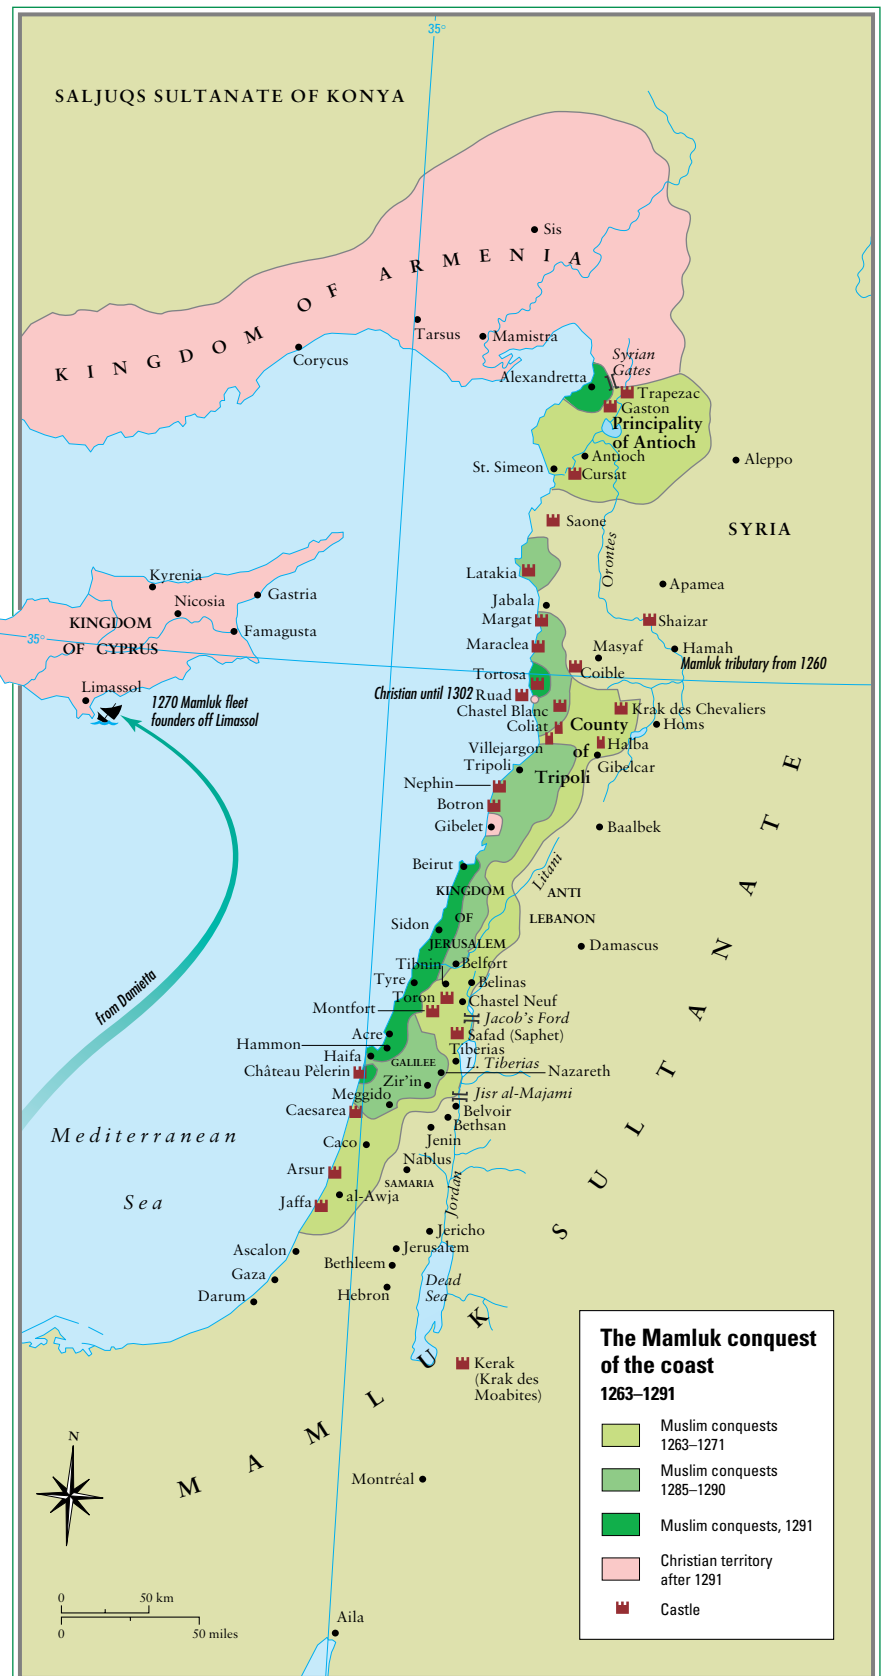 35°
SALJUQS SULTANATE OF KONYA
Sis
KINGDOM OF ARMENIA
Tarsus
Mamistra
Corycus
Syrian
Gates
Alexandretta
Trapezac
Gaston
Principality
of Antioch
Antioch
Aleppo
St. Simeon
Cursat
Saone
SYRIA
Orontes
Latakia
Kyrenia
Apamea
Gastria
Nicosia
Jabala
KINGDOM
OF CYPRUS
Margat
Shaizar
Famagusta
35°
Maraclea
Masyaf
Hamah
Mamluk tributary from 1260
Coible
Tortosa
Limassol
Christian until 1302
Ruad
1270 Mamluk fleet
founders off Limassol
Chastel Blanc
Krak des Chevaliers
Coliat
County
of
Tripoli
Homs
Villejargon
Halba
Tripoli
Gibelcar
Nephin
Botron
Gibelet
Baalbek
Beirut
Litani
KINGDOM
OF
JERUSALEM
ANTI
LEBANON
Sidon
Damascus
Tibnin
Belfort
Tyre
Belinas
Toron
Chastel Neuf
Montfort
Jacob's Ford
from Damietta
Safad (Saphet)
Acre
Hammon
Tiberias
Haifa
GALILEE
L. Tiberias
Château Pèlerin
Nazareth
Zir'in
Meggido
Jisr al-Majami
Caesarea
Belvoir
Bethsan
Mediterranean
Sea
Caco
Jenin
Nablus
Arsur
SAMARIA
al-Awja
Jaffa
Jordan
Jericho
Ascalon
Jerusalem
Bethleem
Gaza
Dead
Sea
Darum
Hebron
MAMLUK SULTANATE
Kerak
(Krak des
Moabites)
Montréal
N
0 50 km
0 50 miles
Aila
The Mamluk conquest
of the coast
1263–1291
Muslim conquests
1263–1271
Muslim conquests
1285–1290
Muslim conquests, 1291
Christian territory
after 1291
Castle